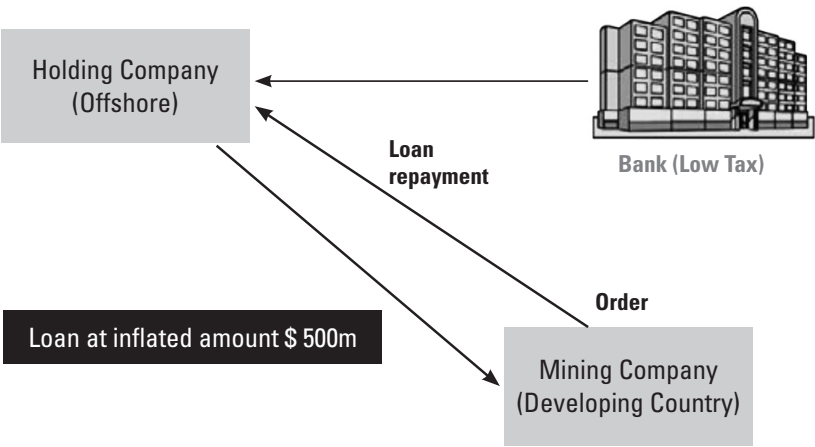 Holding Company
(Offshore)
Bank (Low Tax)
Loan
repayment
Order
Loan at inflated amount $ 500m
Mining Company
(Developing Country)